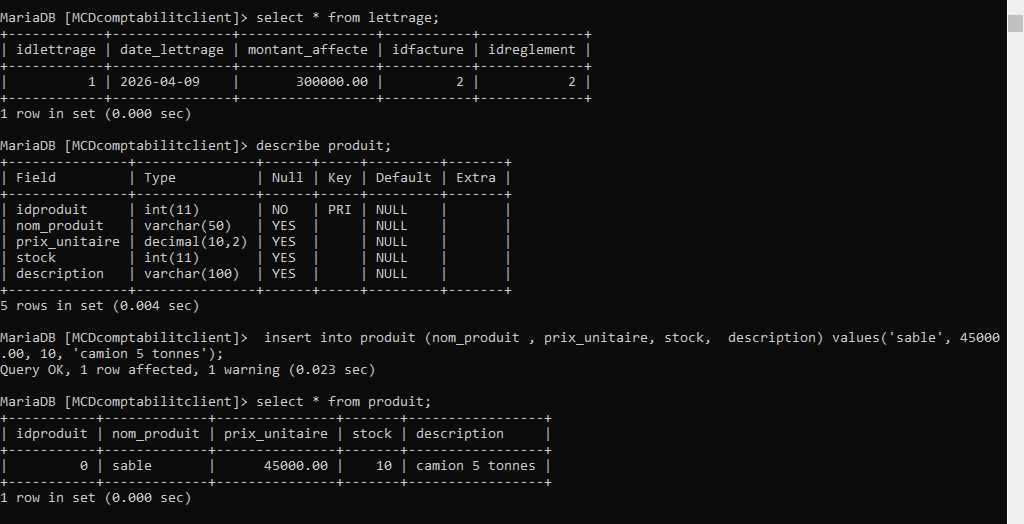 MariaDB [MCDcomptabilitclient]> select * from lettrage;
+-----------+---------------+-----------------+-----------+-------------+
| idlettrage | date_lettrage | montant_affecte | idfacture | idreglement |
+-----------+---------------+-----------------+-----------+-------------+
|          1 | 2026-04-09    |       300000.00 |         2 |           2 |
+-----------+---------------+-----------------+-----------+-------------+
1 row in set (0.000 sec)
MariaDB [MCDcomptabilitclient]> describe produit;
+---------------+---------------+------+-----+---------+-------+
| Field         | Type          | Null | Key | Default | Extra |
+---------------+---------------+------+-----+---------+-------+
| idproduit     | int(11)       | NO   | PRI | NULL    |       |
| nom_produit   | varchar(50)   | YES  |     | NULL    |       |
| prix_unitaire | decimal(10,2) | YES  |     | NULL    |       |
| stock         | int(11)       | YES  |     | NULL    |       |
| description   | varchar(100)  | YES  |     | NULL    |       |
+---------------+---------------+------+-----+---------+-------+
5 rows in set (0.004 sec)
MariaDB [MCDcomptabilitclient]>  insert into produit (nom_produit , prix_unitaire, stock,  description) values('sable', 45000
.00, 10, 'camion 5 tonnes');
Query OK, 1 row affected, 1 warning (0.023 sec)
MariaDB [MCDcomptabilitclient]> select * from produit;
+-----------+-------------+---------------+-------+-----------------+
| idproduit | nom_produit | prix_unitaire | stock | description     |
+-----------+-------------+---------------+-------+-----------------+
|         0 | sable       |      45000.00 |    10 | camion 5 tonnes |
+-----------+-------------+---------------+-------+-----------------+
1 row in set (0.000 sec)